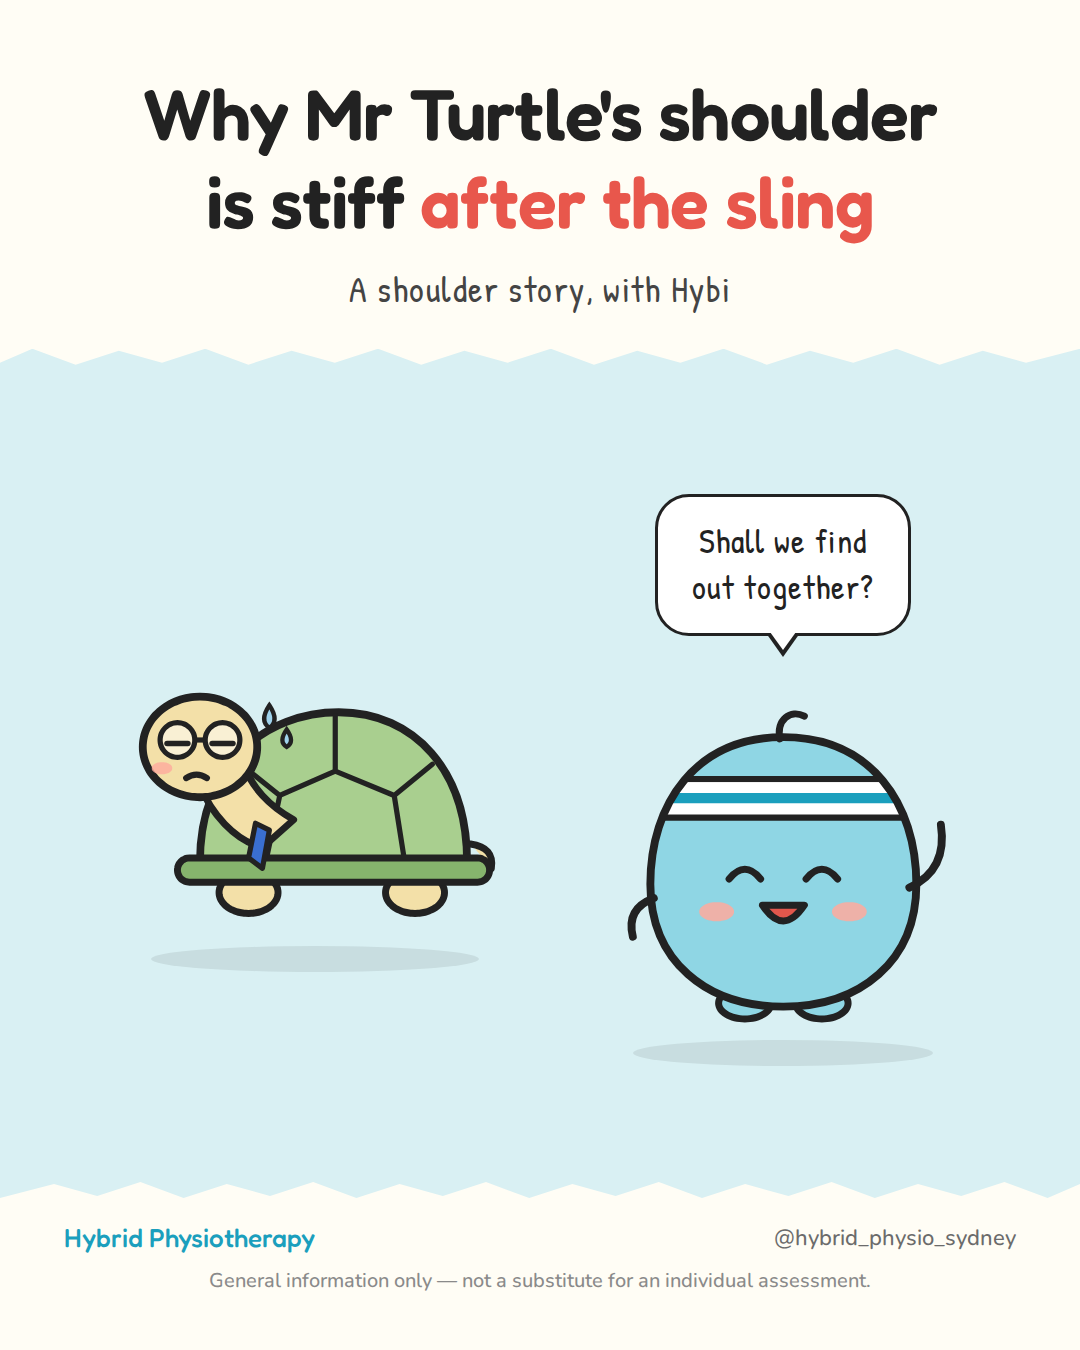 Why Mr Turtle's shoulder
is stiff after the sling
A shoulder story, with Hybi
Shall we find
out together?
Hybrid Physiotherapy
@hybrid_physio_sydney
General information only — not a substitute for an individual assessment.